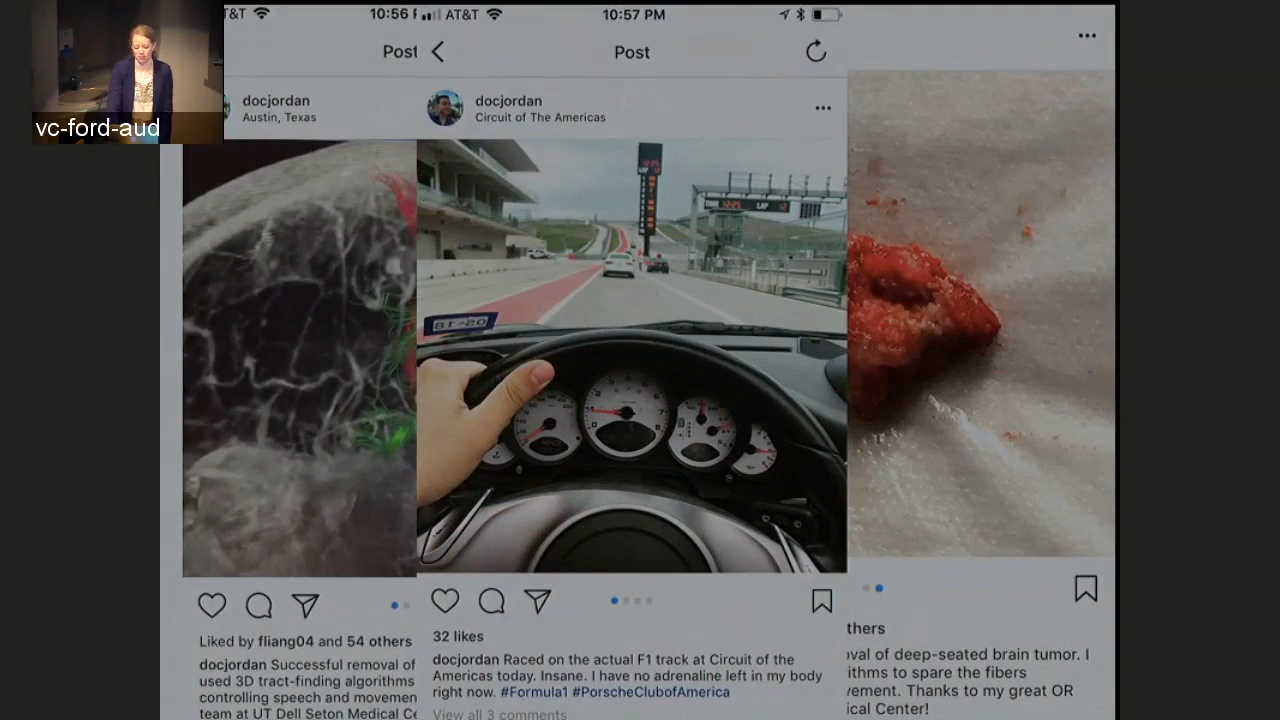 vc-ford-aud
T&T
10:56
AT&T
10:57 PM
Post
Post
docjordan
Austin, Texas
docjordan
Circuit of The Americas
Liked by fliang04 and 54 others
docjordan Successful removal of
used 3D tract-finding algorithms
controlling speech and movemen
team at UT Dell Seton Medical Ce
32 likes
docjordan Raced on the actual F1 track at Circuit of the
Americas today. Insane. I have no adrenaline left in my body
right now. #Formula1 #PorscheClubofAmerica
View all 3 comments
thers
val of deep-seated brain tumor. I
ithms to spare the fibers
vement. Thanks to my great OR
ical Center!